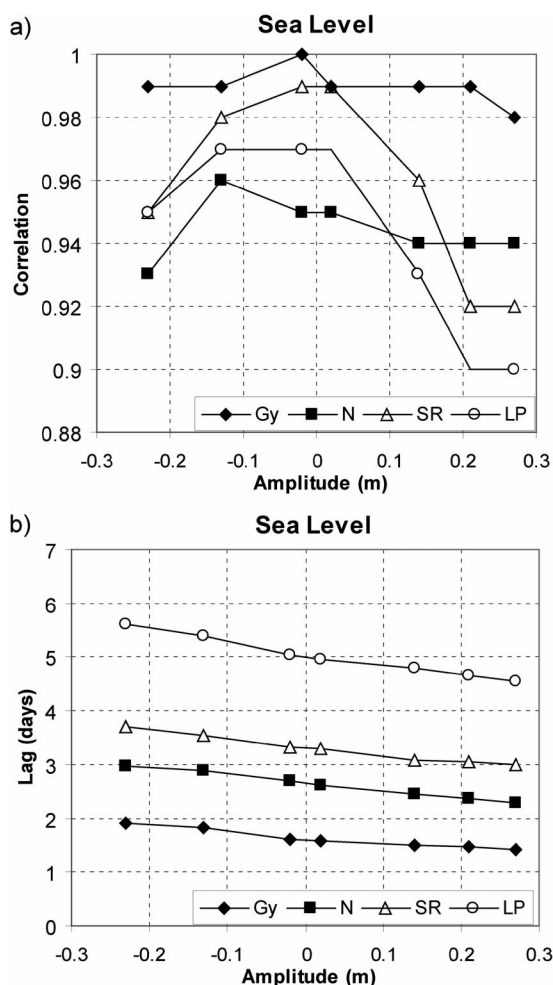 a)
Sea Level
1
0.98
0.96
0.94
0.92
0.9
0.88
Correlation
Gy N SR LP
-0.3 -0.2 -0.1 0 0.1 0.2 0.3
Amplitude (m)
b)
Sea Level
7
6
5
4
3
2
1
0
Lag (days)
Gy N SR LP
-0.3 -0.2 -0.1 0 0.1 0.2 0.3
Amplitude (m)